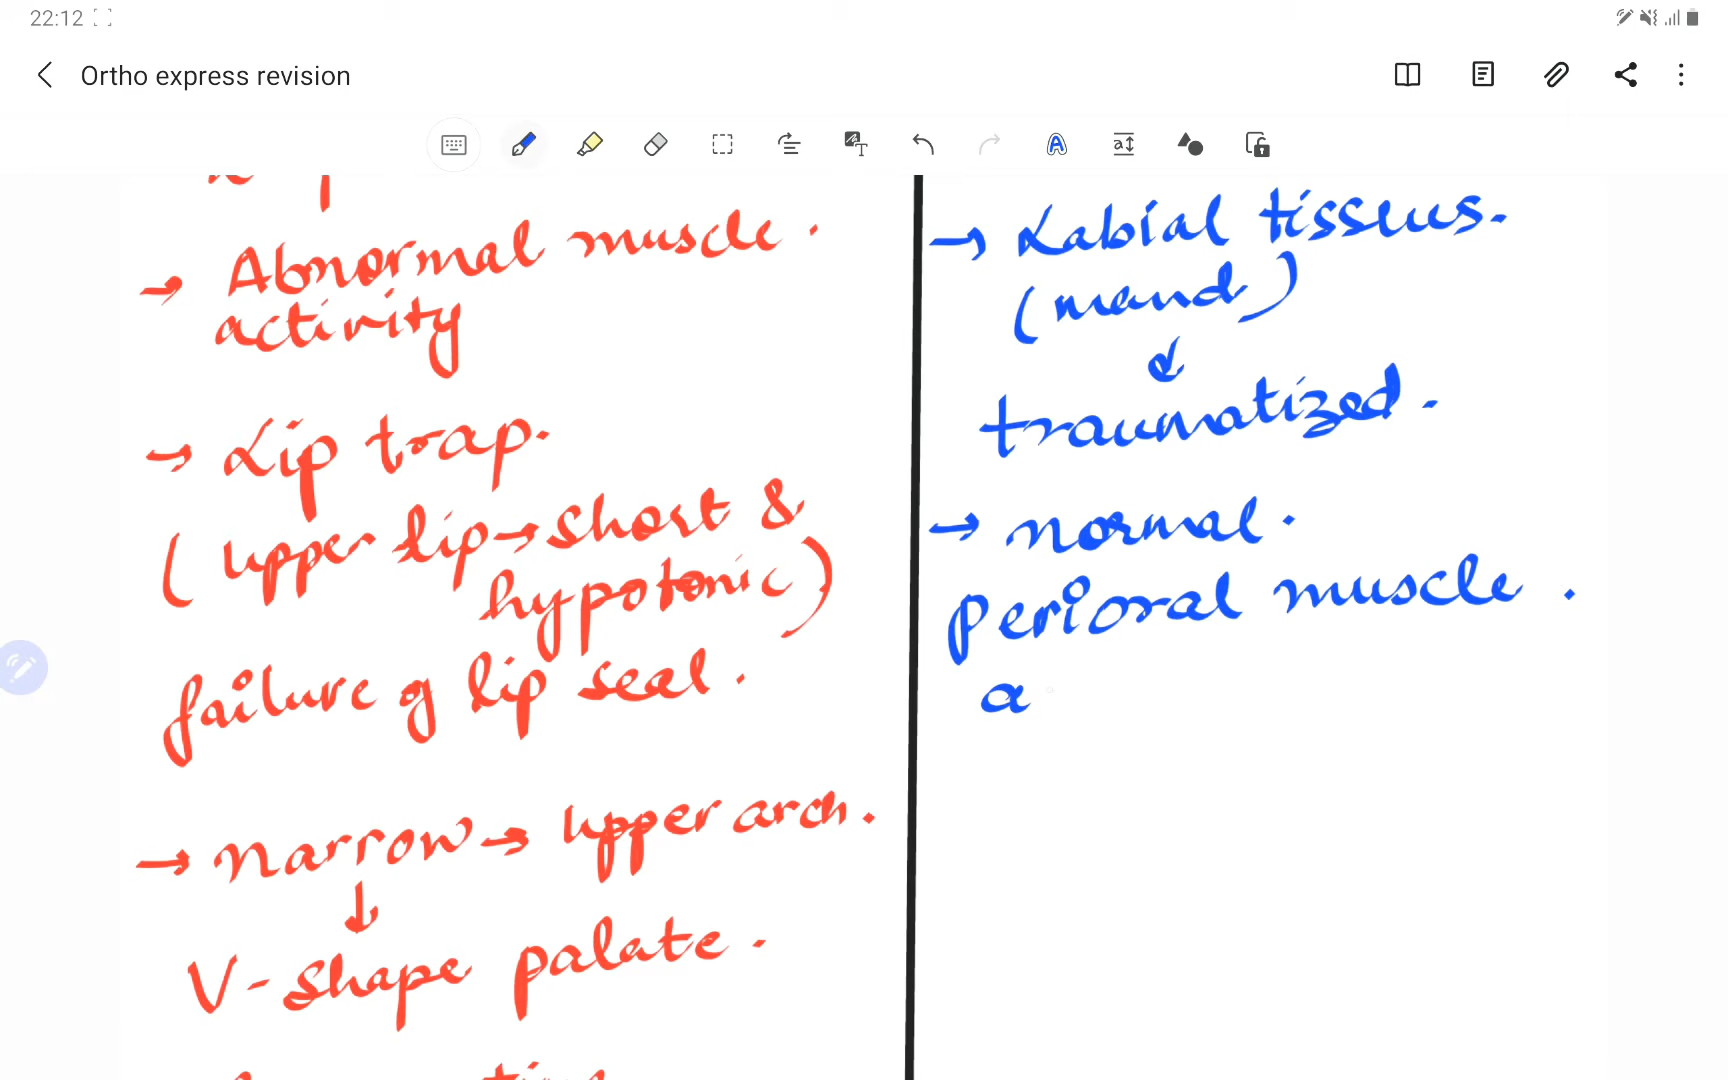 22:12
Ortho express revision
→ Abnormal muscle.
activity
→ Lip trap.
(upper lip → short &
hypotonic)
failure of lip seal.
→ narrow → upper arch.
↓
V-shape palate.
→ Labial tissues.
(mand)
↓
traumatized.
→ normal.
perioral muscle.
a